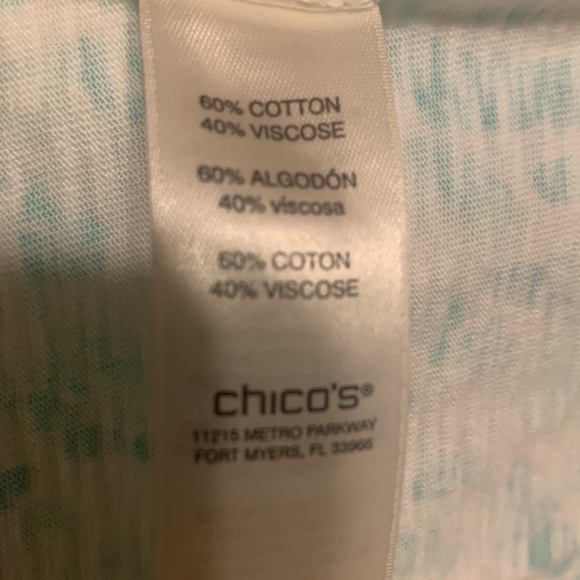 60% COTTON
40% VISCOSE
60% ALGODÓN
40% viscosa
60% COTON
40% VISCOSE
chico's®
11215 METRO PARKWAY
FORT MYERS, FL 33966